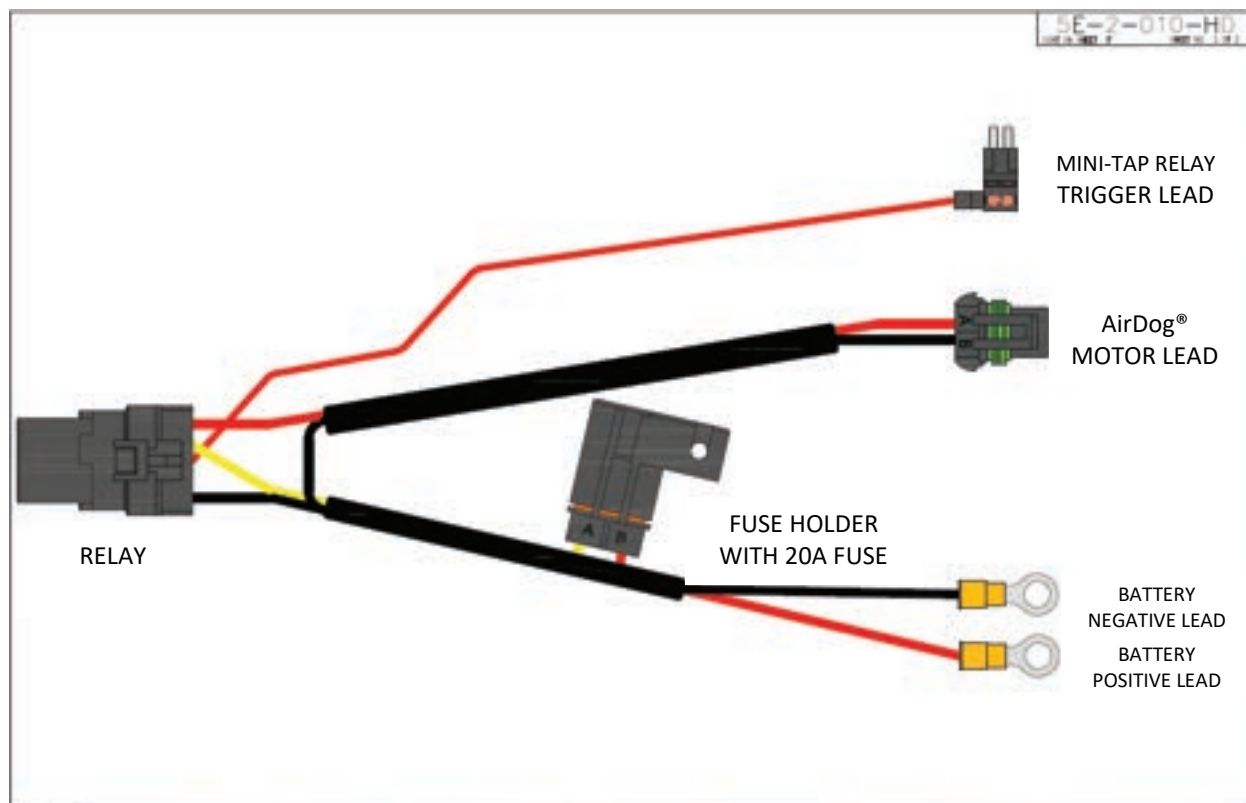 5E-2-010-HD
MINI-TAP RELAY
TRIGGER LEAD
A
B
AirDog®
MOTOR LEAD
A
B
FUSE HOLDER
WITH 20A FUSE
RELAY
BATTERY
NEGATIVE LEAD
BATTERY
POSITIVE LEAD